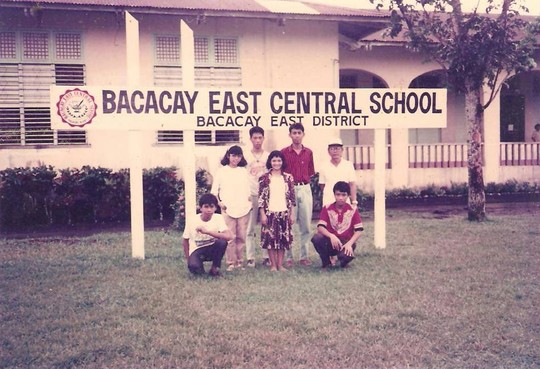 BACACAY EAST CENTRAL SCHOOL
BACACAY EAST DISTRICT